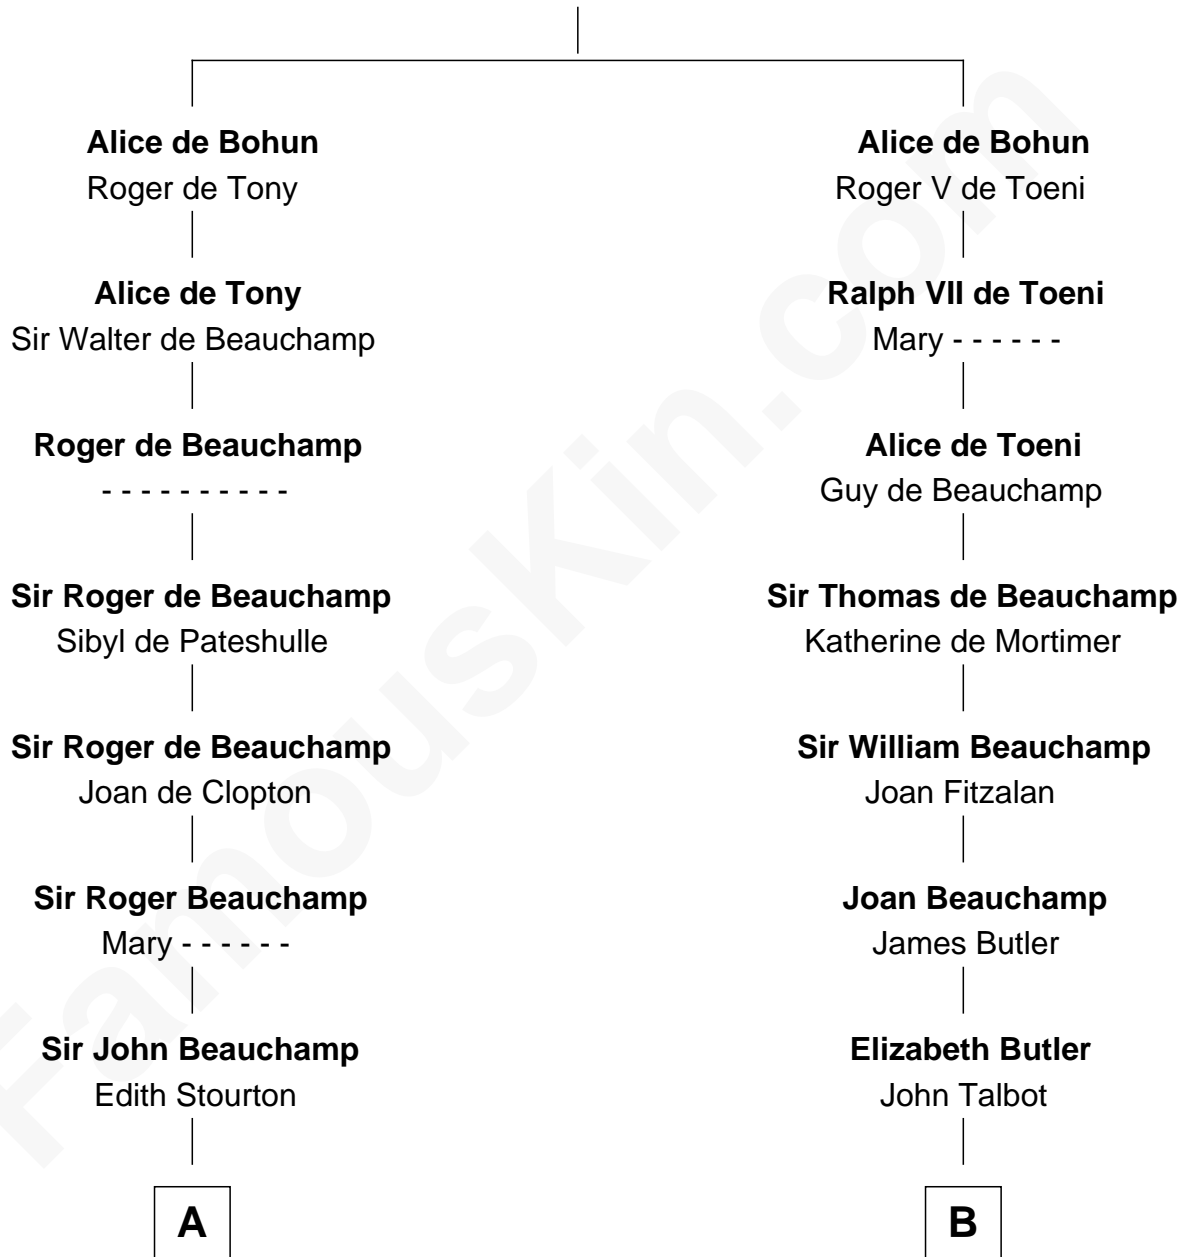 Alice de Bohun
Roger de Tony
Alice de Tony
Sir Walter de Beauchamp
Roger de Beauchamp
- - - - - - - - - -
Sir Roger de Beauchamp
Sibyl de Pateshulle
Sir Roger de Beauchamp
Joan de Clopton
Sir Roger Beauchamp
Mary - - - - - -
Sir John Beauchamp
Edith Stourton
A
Alice de Bohun
Roger V de Toeni
Ralph VII de Toeni
Mary - - - - - -
Alice de Toeni
Guy de Beauchamp
Sir Thomas de Beauchamp
Katherine de Mortimer
Sir William Beauchamp
Joan Fitzalan
Joan Beauchamp
James Butler
Elizabeth Butler
John Talbot
B
FamousKin.com